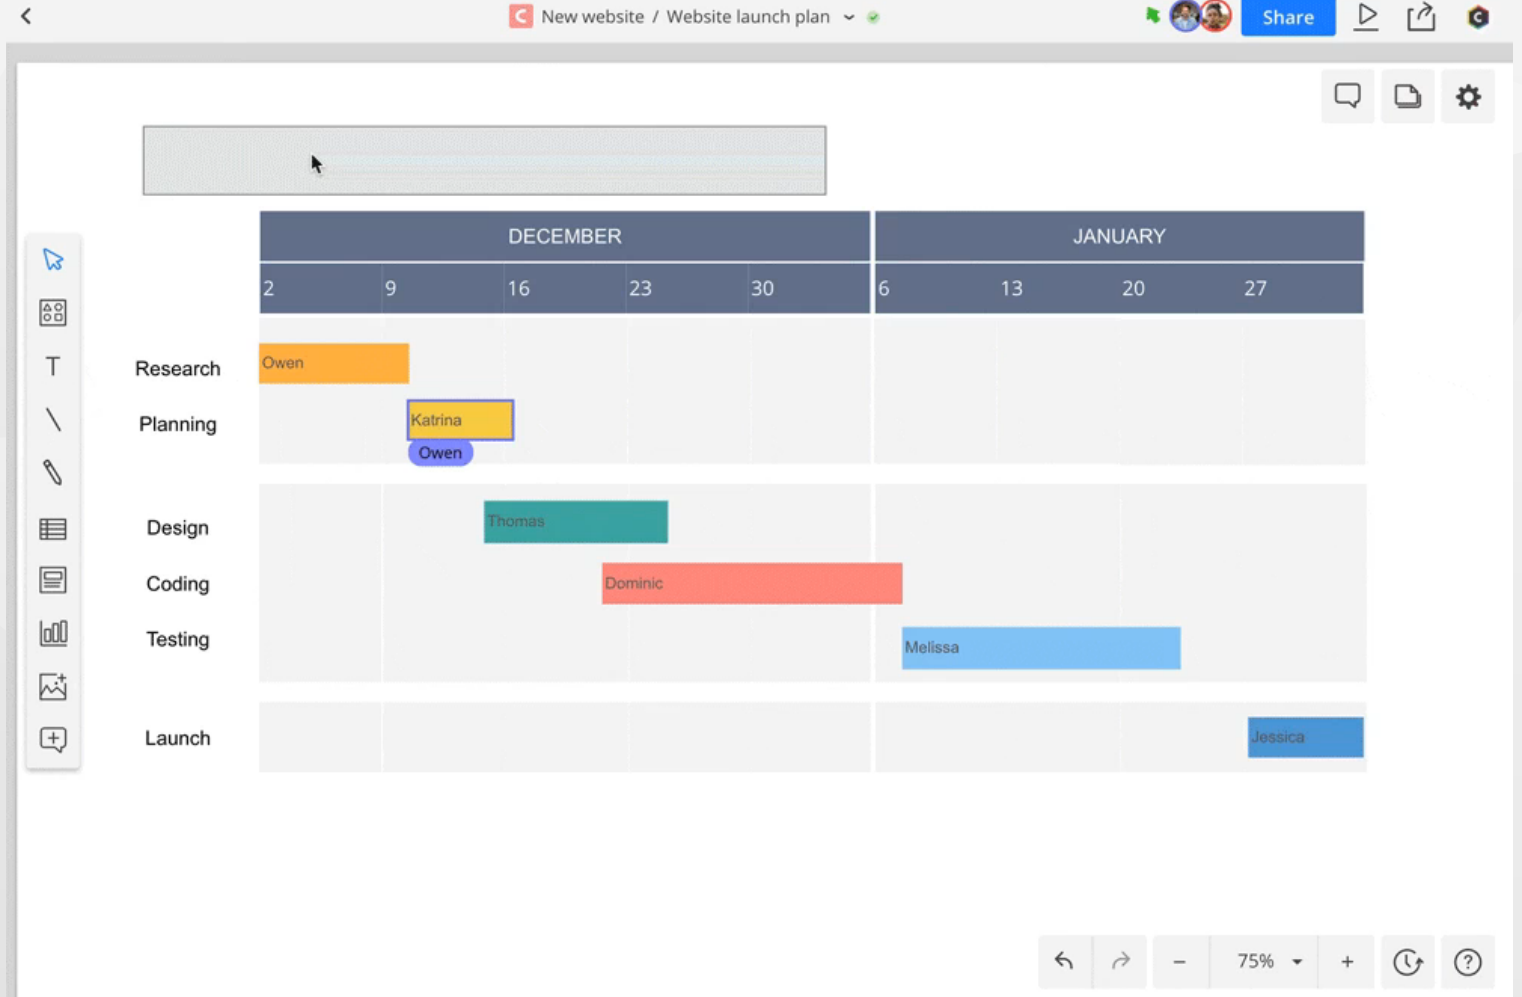 New website / Website launch plan
Share
DECEMBER JANUARY
2 9 16 23 30 6 13 20 27
Research Owen
Planning Katrina
Owen
Design Thomas
Coding Dominic
Testing Melissa
Launch Jessica
75%